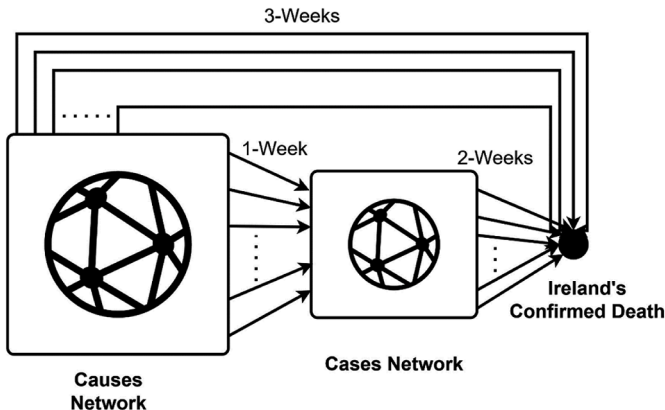 3-Weeks
1-Week
2-Weeks
Ireland's
Confirmed Death
Cases Network
Causes
Network